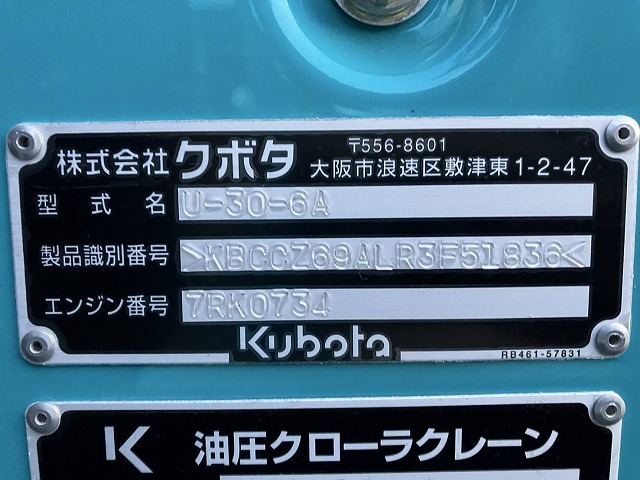 株式会社クボタ 〒556-8601
大阪市浪速区敷津東1-2-47
型式名 U-30-6A
製品識別番号 >KBCCZ69ALR3F51836<
エンジン番号 7RK0734
Kubota
RB461-57831
K 油圧クローラクレーン